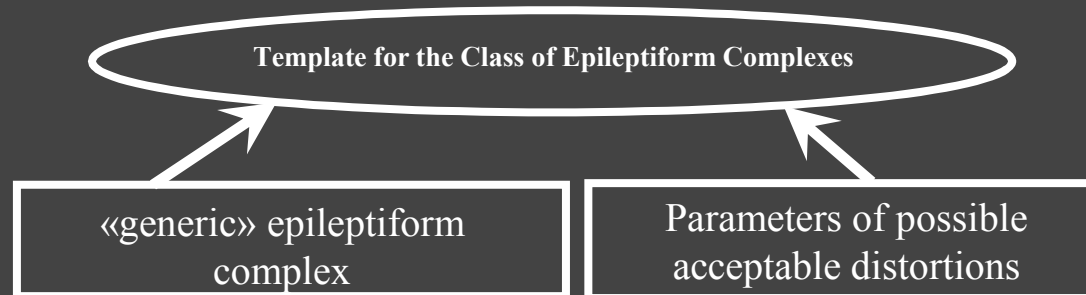 Template for the Class of Epileptiform Complexes
«generic» epileptiform
complex
Parameters of possible
acceptable distortions